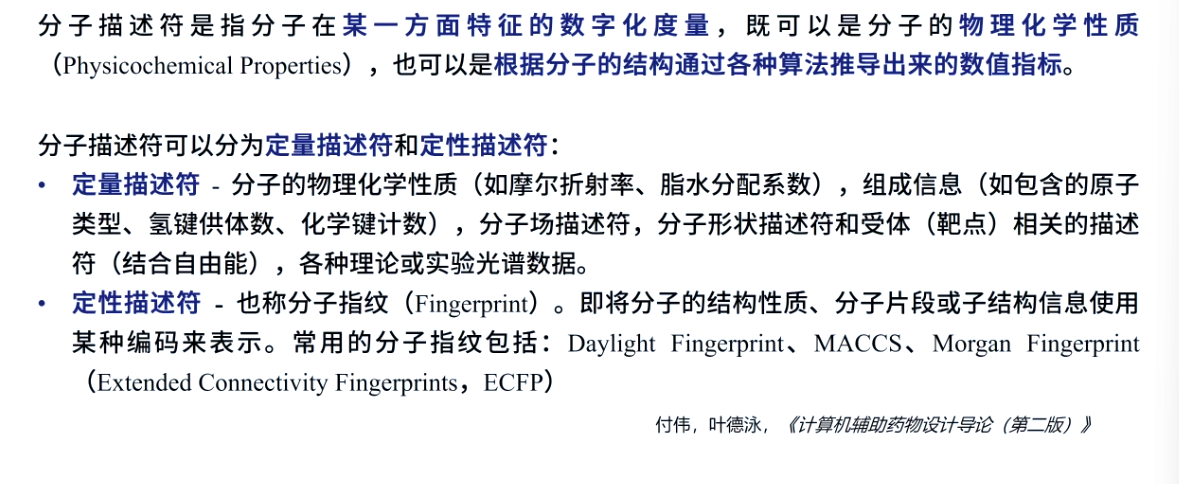 分子描述符是指分子在某一方面特征的数字化度量，既可以是分子的物理化学性质
（Physicochemical Properties），也可以是根据分子的结构通过各种算法推导出来的数值指标。
分子描述符可以分为定量描述符和定性描述符：
• 定量描述符 - 分子的物理化学性质（如摩尔折射率、脂水分配系数），组成信息（如包含的原子
类型、氢键供体数、化学键计数），分子场描述符，分子形状描述符和受体（靶点）相关的描述
符（结合自由能），各种理论或实验光谱数据。
• 定性描述符 - 也称分子指纹（Fingerprint）。即将分子的结构性质、分子片段或子结构信息使用
某种编码来表示。常用的分子指纹包括：Daylight Fingerprint、MACCS、Morgan Fingerprint
（Extended Connectivity Fingerprints，ECFP）
付伟，叶德泳，《计算机辅助药物设计导论（第二版）》